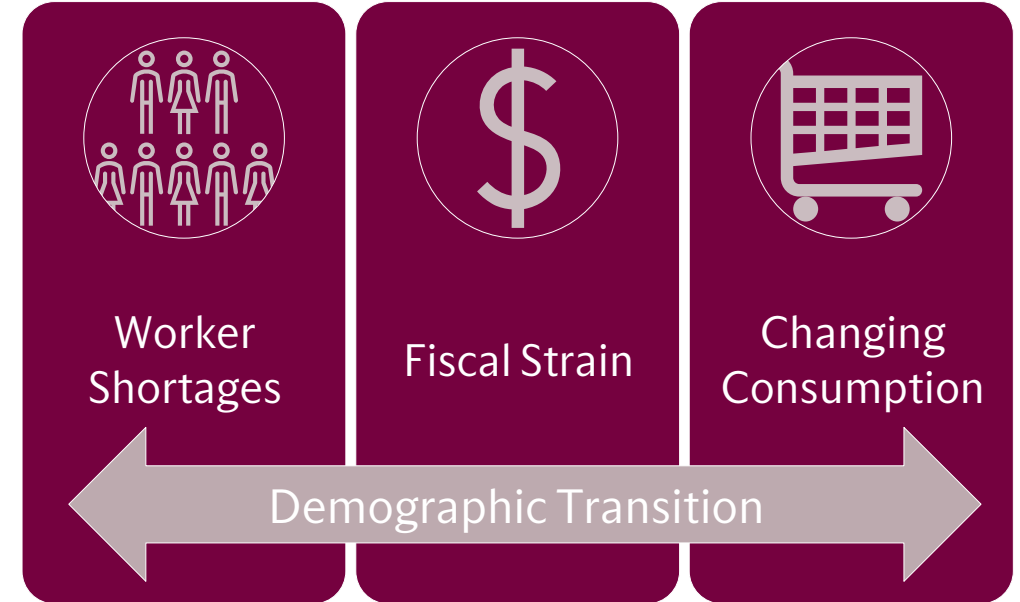 Worker
Shortages
Fiscal Strain
Changing
Consumption
Demographic Transition